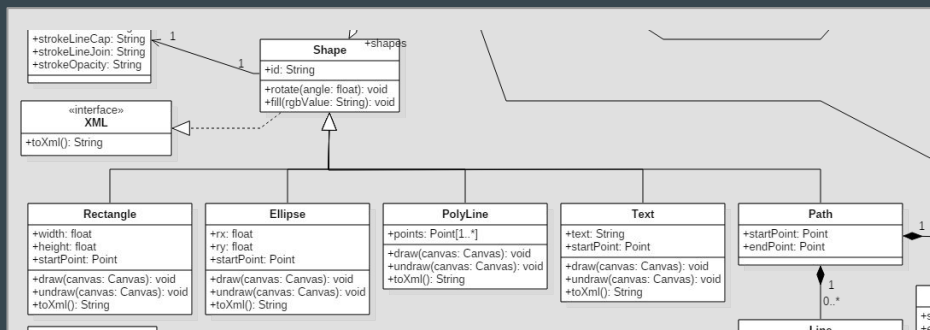 +strokeLineCap: String
+strokeLineJoin: String
+strokeOpacity: String
1
1
Shape
+shapes
+id: String
+rotate(angle: float): void
+fill(rgbValue: String): void
«interface»
XML
+toXml(): String
Rectangle
+width: float
+height: float
+startPoint: Point
+draw(canvas: Canvas): void
+undraw(canvas: Canvas): void
+toXml(): String
Ellipse
+rx: float
+ry: float
+startPoint: Point
+draw(canvas: Canvas): void
+undraw(canvas: Canvas): void
+toXml(): String
PolyLine
+points: Point[1..*]
+draw(canvas: Canvas): void
+undraw(canvas: Canvas): void
+toXml(): String
Text
+text: String
+startPoint: Point
+draw(canvas: Canvas): void
+undraw(canvas: Canvas): void
+toXml(): String
Path
+startPoint: Point
+endPoint: Point
1
1
0..*
Line